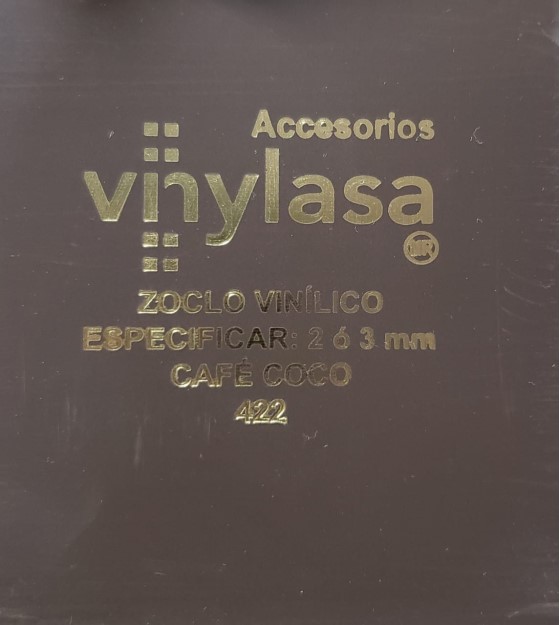 Accesorios
vinylasa
MR
ZOCLO VINÍLICO
ESPECIFICAR: 2 ó 3 mm
CAFÉ COCO
422